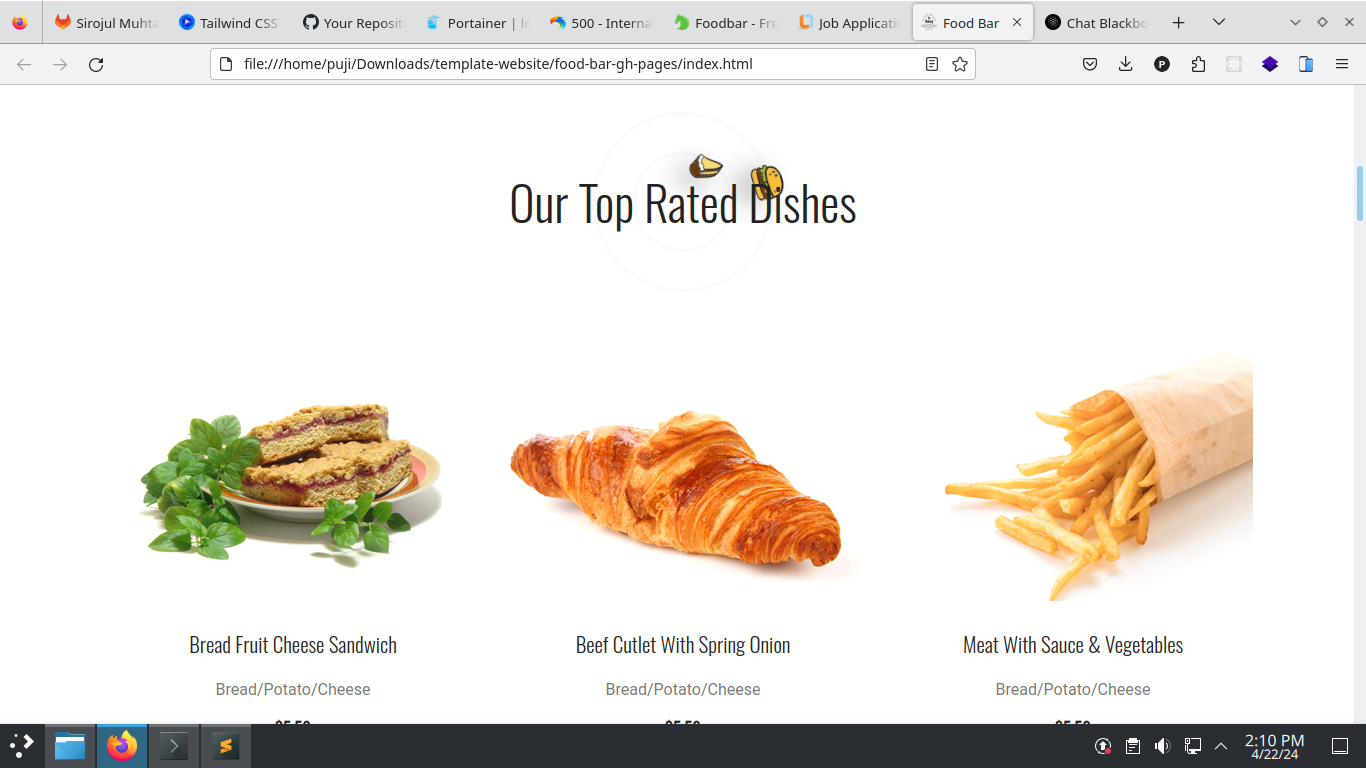 Sirojul Muhta
Tailwind CSS
Your Reposit
Portainer | l
500 - Interna
Foodbar - Fre
Job Applicati
Food Bar
Chat Blackbo
file:///home/puji/Downloads/template-website/food-bar-gh-pages/index.html
P
Our Top Rated Dishes
Bread Fruit Cheese Sandwich
Beef Cutlet With Spring Onion
Meat With Sauce & Vegetables
Bread/Potato/Cheese
Bread/Potato/Cheese
Bread/Potato/Cheese
2:10 PM
4/22/24